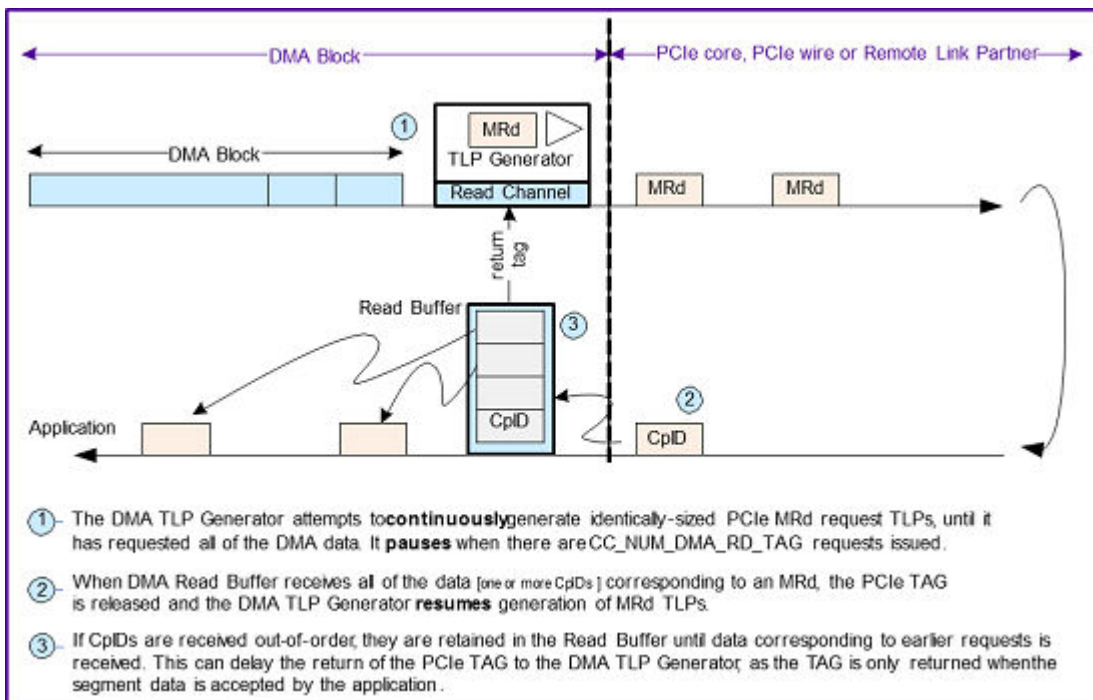 DMA Block
PCIe core, PCIe wire or Remote Link Partner
1
MRd
TLP Generator
Read Channel
DMA Block
MRd
MRd
return
tag
Read Buffer
3
2
Application
CplD
CplD
1 The DMA TLP Generator attempts tocontinuouslygenerate identically-sized PCIe MRd request TLPs, until it
has requested all of the DMA data. It pauses when there areCC_NUM_DMA_RD_TAG requests issued.
2 When DMA Read Buffer receives all of the data [one or more CplDs ] corresponding to an MRd, the PCIe TAG
is released and the DMA TLP Generator resumes generation of MRd TLPs.
3 If CplDs are received out-of-order, they are retained in the Read Buffer until data corresponding to earlier requests is
received. This can delay the return of the PCIe TAG to the DMA TLP Generator, as the TAG is only returned whenthe
segment data is accepted by the application.